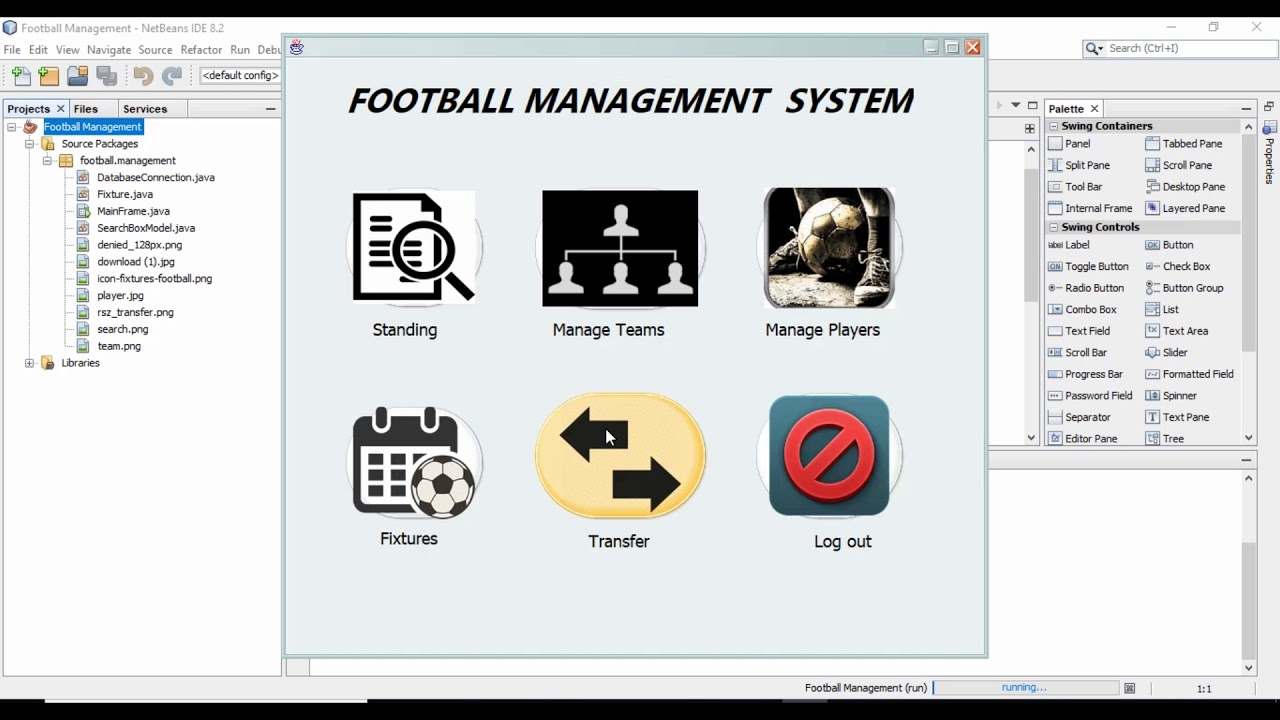 Football Management - NetBeans IDE 8.2
File Edit View Navigate Source Refactor Run Debu
Search (Ctrl+I)
<default config>
Projects Files Services
Football Management
Source Packages
football.management
DatabaseConnection.java
Fixture.java
MainFrame.java
SearchBoxModel.java
denied_128px.png
download (1).jpg
icon-fixtures-football.png
player.jpg
rsz_transfer.png
search.png
team.png
Libraries
FOOTBALL MANAGEMENT SYSTEM
Standing
Manage Teams
Manage Players
Fixtures
Transfer
Log out
Palette
Swing Containers
Panel Tabbed Pane
Split Pane Scroll Pane
Tool Bar Desktop Pane
Internal Frame Layered Pane
Swing Controls
label Label OK Button
ON Toggle Button Check Box
Radio Button Button Group
Combo Box List
Text Field Text Area
Scroll Bar Slider
Progress Bar Formatted Field
Password Field Spinner
Separator T Text Pane
Editor Pane Tree
Properties
Football Management (run) running... 1:1